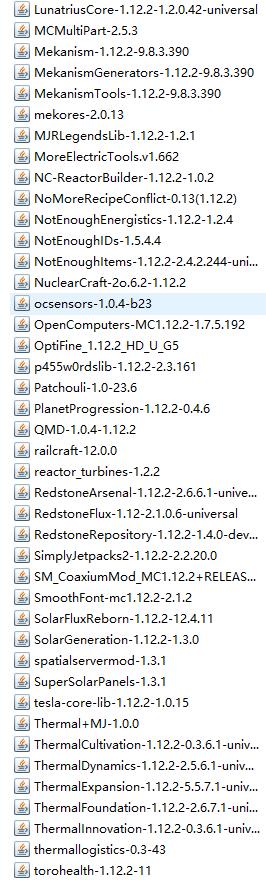 LunatriusCore-1.12.2-1.2.0.42-universal
MCMultiPart-2.5.3
Mekanism-1.12.2-9.8.3.390
MekanismGenerators-1.12.2-9.8.3.390
MekanismTools-1.12.2-9.8.3.390
mekores-2.0.13
MJRLegendsLib-1.12.2-1.2.1
MoreElectricTools.v1.662
NC-ReactorBuilder-1.12.2-1.0.2
NoMoreRecipeConflict-0.13(1.12.2)
NotEnoughEnergistics-1.12.2-1.2.4
NotEnoughIDs-1.5.4.4
NotEnoughItems-1.12.2-2.4.2.244-uni...
NuclearCraft-2o.6.2-1.12.2
ocsensors-1.0.4-b23
OpenComputers-MC1.12.2-1.7.5.192
OptiFine_1.12.2_HD_U_G5
p455w0rdslib-1.12.2-2.3.161
Patchouli-1.0-23.6
PlanetProgression-1.12.2-0.4.6
QMD-1.0.4-1.12.2
railcraft-12.0.0
reactor_turbines-1.2.2
RedstoneArsenal-1.12.2-2.6.6.1-unive...
RedstoneFlux-1.12-2.1.0.6-universal
RedstoneRepository-1.12.2-1.4.0-dev...
SimplyJetpacks2-1.12.2-2.2.20.0
SM_CoaxiumMod_MC1.12.2+RELEAS...
SmoothFont-mc1.12.2-2.1.2
SolarFluxReborn-1.12.2-12.4.11
SolarGeneration-1.12.2-1.3.0
spatialservermod-1.3.1
SuperSolarPanels-1.3.1
tesla-core-lib-1.12.2-1.0.15
Thermal+MJ-1.0.0
ThermalCultivation-1.12.2-0.3.6.1-univ...
ThermalDynamics-1.12.2-2.5.6.1-univ...
ThermalExpansion-1.12.2-5.5.7.1-univ...
ThermalFoundation-1.12.2-2.6.7.1-uni...
ThermalInnovation-1.12.2-0.3.6.1-univ...
thermallogistics-0.3-43
torohealth-1.12.2-11